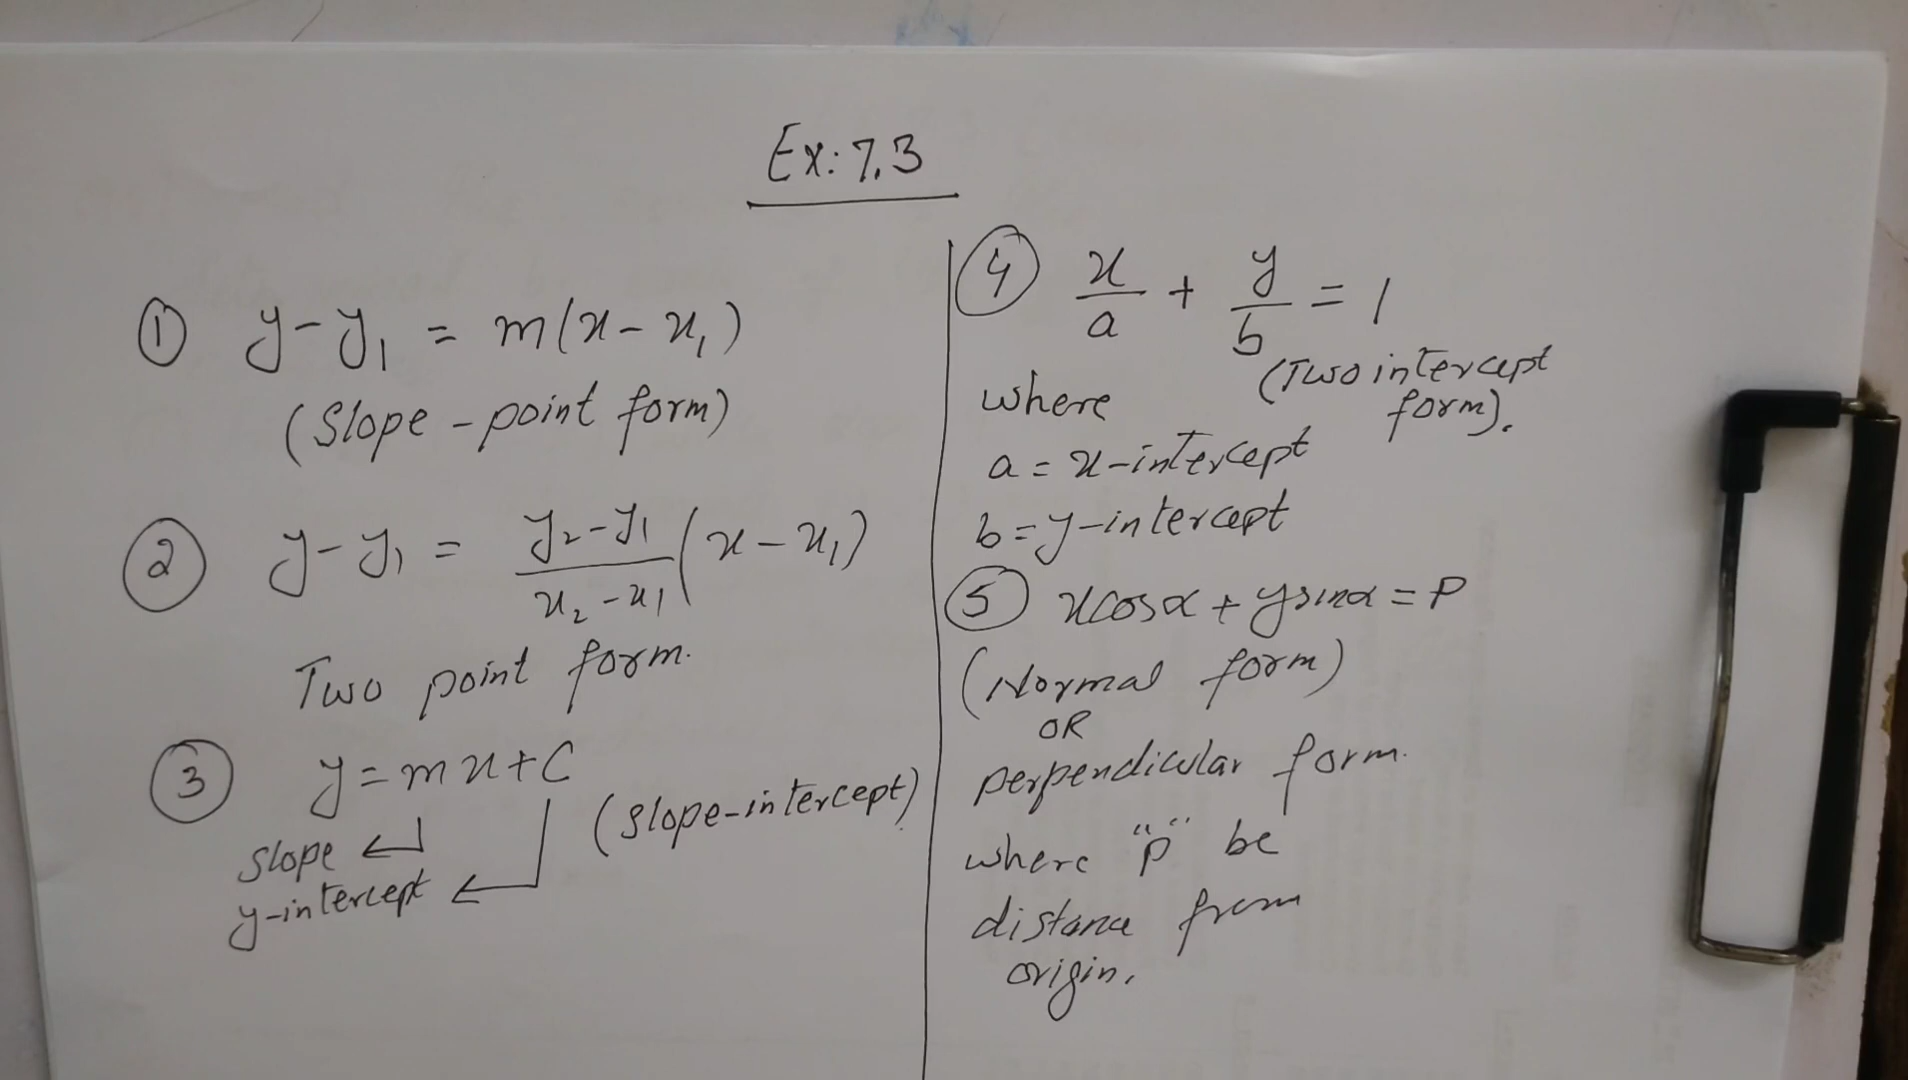 Ex: 7.3
① y - y₁ = m(x - x₁)
(Slope - point form)
② y - y₁ = (y₂ - y₁)/(x₂ - x₁) (x - x₁)
Two point form.
③ y = mx + C
(slope-intercept)
slope
y-intercept
④ x/a + y/b = 1
(Two intercept
form).
where
a = x-intercept
b = y-intercept
⑤ xcosα + ysinα = P
(Normal form)
OR
perpendicular form.
where "p" be
distance from
origin.